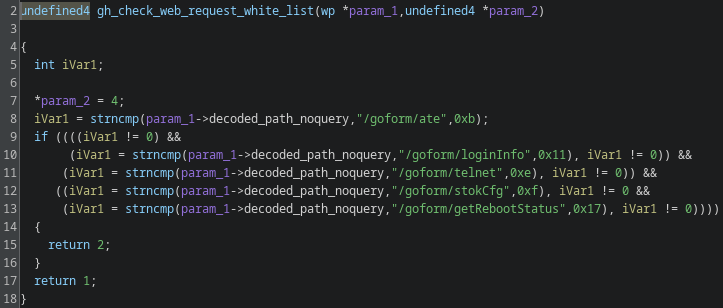 2 undefined4 gh_check_web_request_white_list(wp *param_1,undefined4 *param_2)
3
4 {
5   int iVar1;
6
7   *param_2 = 4;
8   iVar1 = strncmp(param_1->decoded_path_noquery,"/goform/ate",0xb);
9   if ((((iVar1 != 0) &&
10        (iVar1 = strncmp(param_1->decoded_path_noquery,"/goform/loginInfo",0x11), iVar1 != 0)) &&
11       (iVar1 = strncmp(param_1->decoded_path_noquery,"/goform/telnet",0xe), iVar1 != 0)) &&
12      ((iVar1 = strncmp(param_1->decoded_path_noquery,"/goform/stokCfg",0xf), iVar1 != 0 &&
13       (iVar1 = strncmp(param_1->decoded_path_noquery,"/goform/getRebootStatus",0x17), iVar1 != 0))))
14   {
15     return 2;
16   }
17   return 1;
18 }